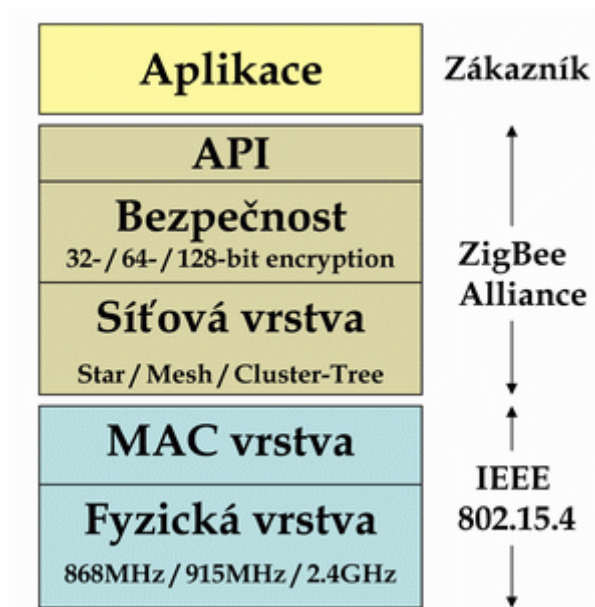 Aplikace
Zákazník
API
Bezpečnost
32- / 64- / 128-bit encryption
ZigBee
Alliance
Síťová vrstva
Star / Mesh / Cluster-Tree
MAC vrstva
IEEE
802.15.4
Fyzická vrstva
868MHz / 915MHz / 2.4GHz